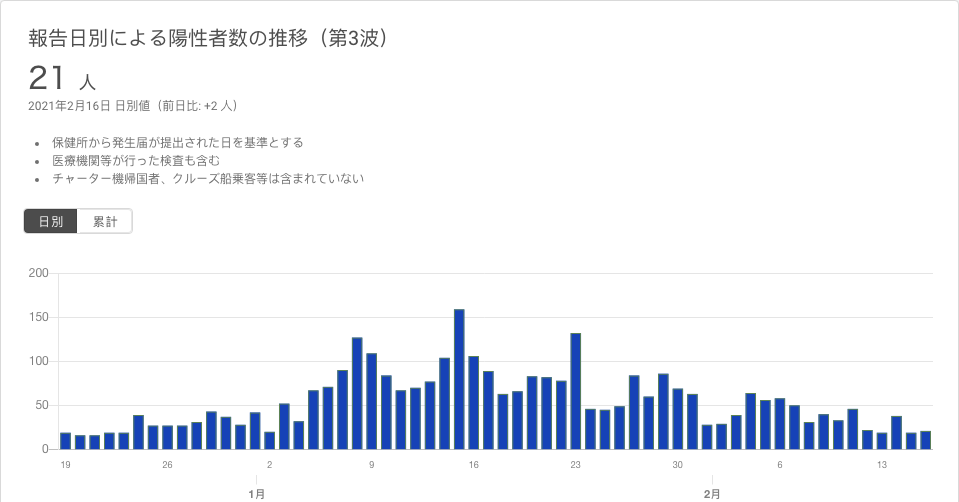 報告日別による陽性者数の推移（第3波）
21 人
2021年2月16日 日別値（前日比: +2 人）
保健所から発生届が提出された日を基準とする
医療機関等が行った検査も含む
チャーター機帰国者、クルーズ船乗客等は含まれていない
日別 累計
200
150
100
50
0
19 26 2 9 16 23 30 6 13
1月 2月